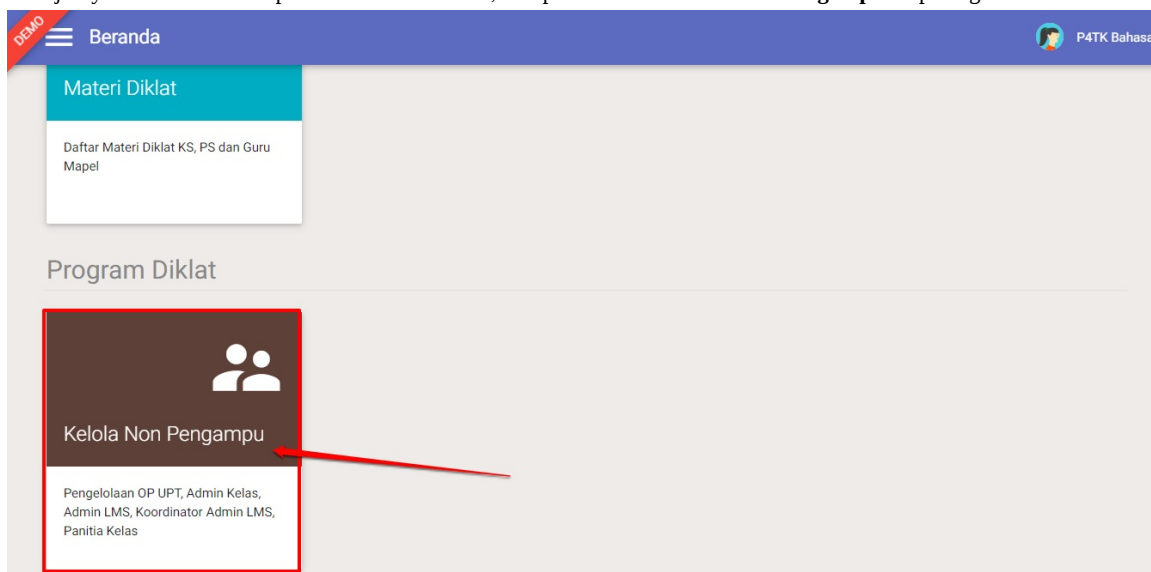 DEMO
Beranda
P4TK Bahasa
Materi Diklat
Daftar Materi Diklat KS, PS dan Guru
Mapel
Program Diklat
Kelola Non Pengampu
Pengelolaan OP UPT, Admin Kelas,
Admin LMS, Koordinator Admin LMS,
Panitia Kelas